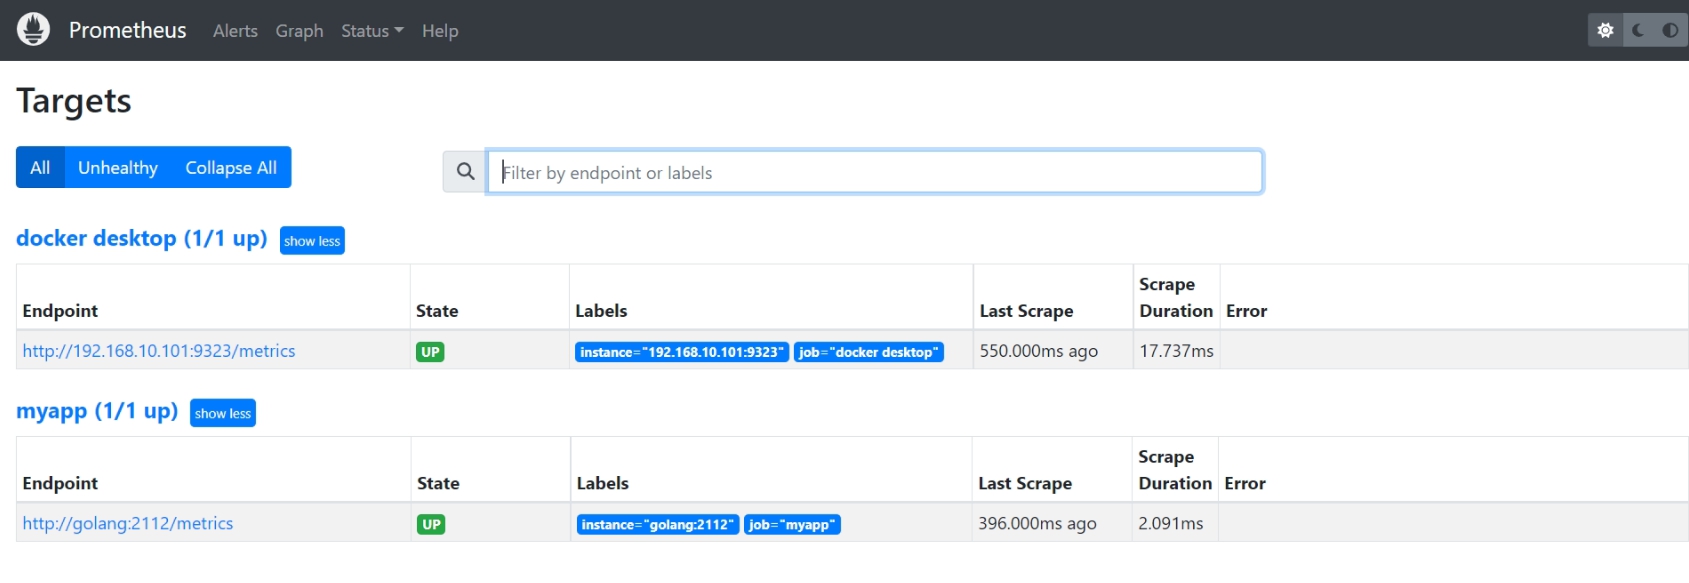 Prometheus Alerts Graph Status Help
Targets
All Unhealthy Collapse All
Filter by endpoint or labels
docker desktop (1/1 up) show less
Endpoint State Labels Last Scrape Scrape Duration Error
http://192.168.10.101:9323/metrics UP instance="192.168.10.101:9323" job="docker desktop" 550.000ms ago 17.737ms
myapp (1/1 up) show less
Endpoint State Labels Last Scrape Scrape Duration Error
http://golang:2112/metrics UP instance="golang:2112" job="myapp" 396.000ms ago 2.091ms